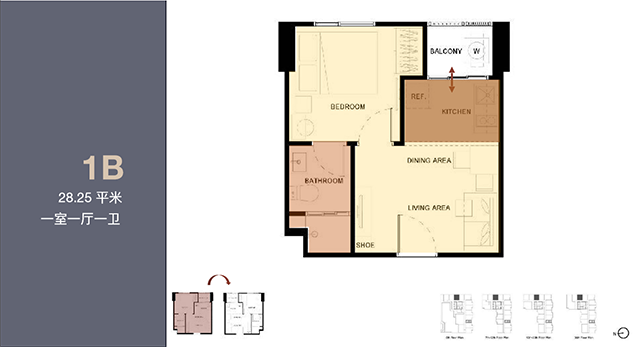 1B
28.25 平米
一室一厅一卫
BALCONY
W
BEDROOM
REF.
KITCHEN
DINING AREA
BATHROOM
LIVING AREA
SHOE
N